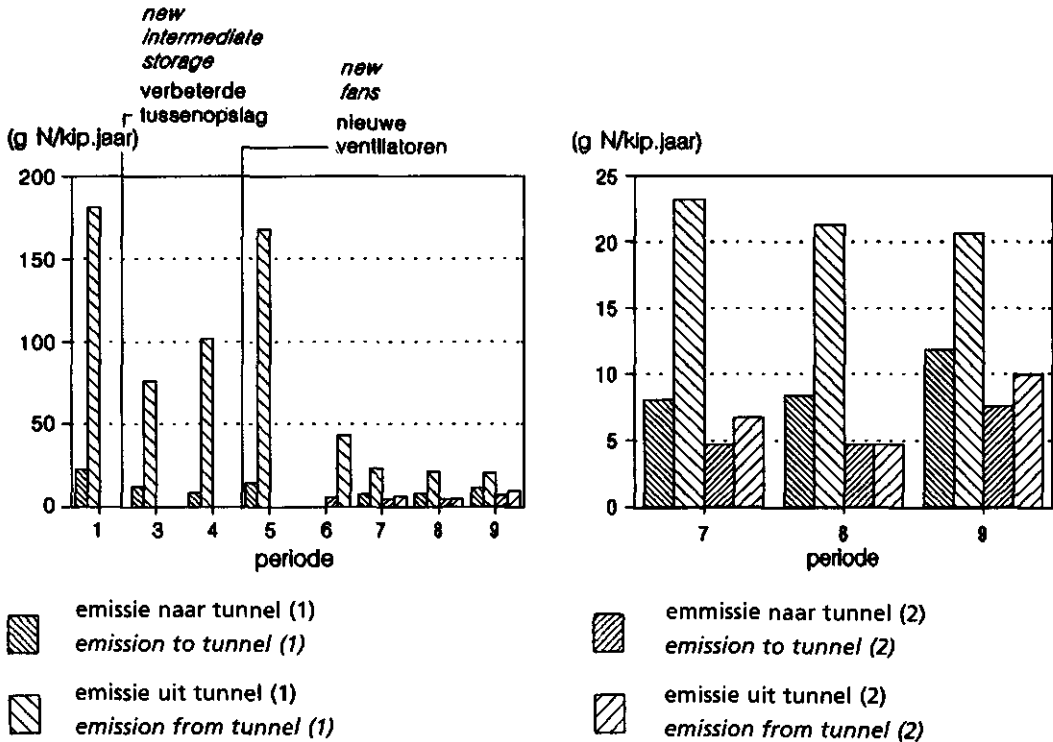 new
intermediate
storage
verbeterde
tussenopslag
new
fans
nieuwe
ventilatoren
(g N/kip.jaar)
200
150
100
50
0
1 3 4 5 6 7 8 9
periode
(g N/kip.jaar)
25
20
15
10
5
0
7 8 9
periode
emissie naar tunnel (1)
emission to tunnel (1)
emissie uit tunnel (1)
emission from tunnel (1)
emmissie naar tunnel (2)
emission to tunnel (2)
emissie uit tunnel (2)
emission from tunnel (2)